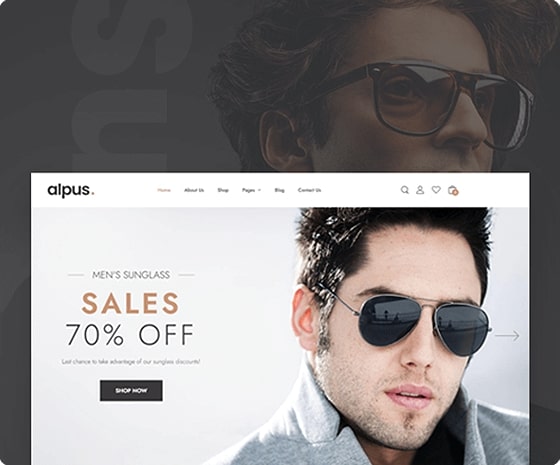 alpus.
Home About Us Shop Pages Blog Contact Us
MEN'S SUNGLASS
SALES
70% OFF
Last chance to take advantage of our sunglass discounts!
SHOP NOW